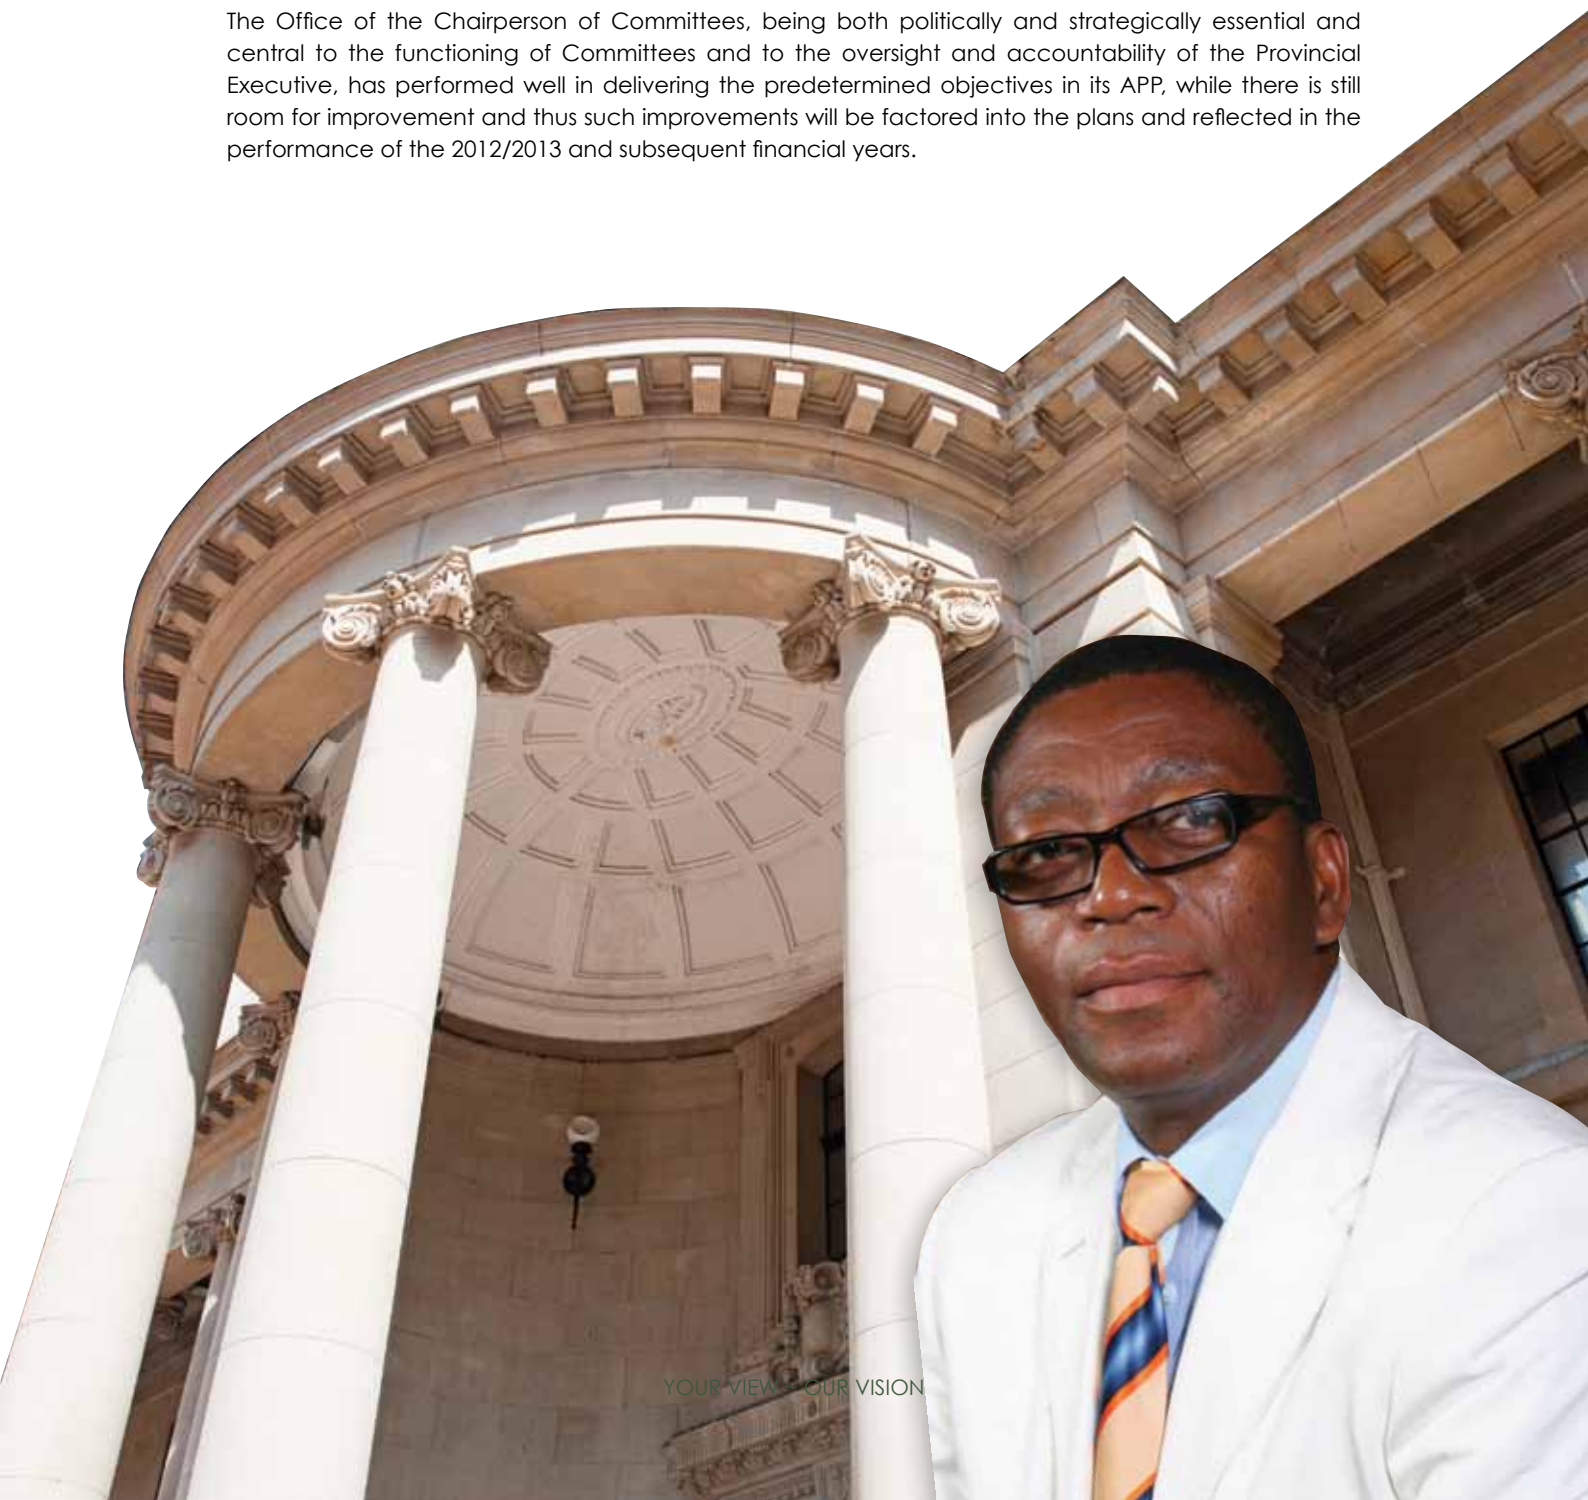 The Office of the Chairperson of Committees, being both politically and strategically essential and
central to the functioning of Committees and to the oversight and accountability of the Provincial
Executive, has performed well in delivering the predetermined objectives in its APP, while there is still
room for improvement and thus such improvements will be factored into the plans and reflected in the
performance of the 2012/2013 and subsequent financial years.
YOUR VIEW - OUR VISION